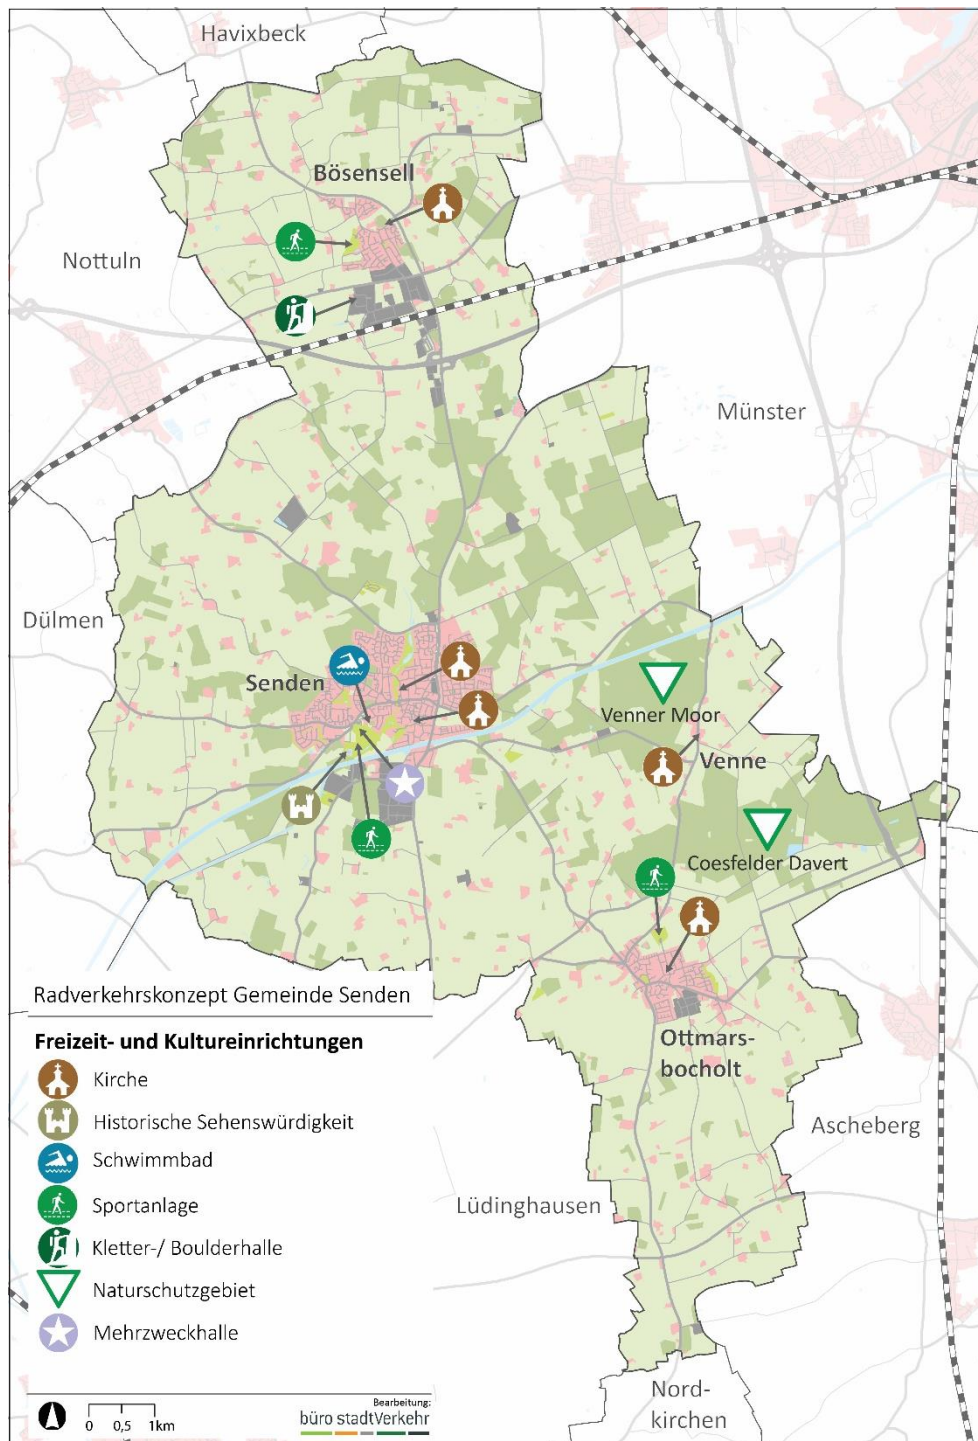 Havixbeck
Bösensell
Nottuln
Münster
Dülmen
Senden
Venner Moor
Venne
Coesfelder Davert
Radverkehrskonzept Gemeinde Senden
Freizeit- und Kultureinrichtungen
Kirche
Historische Sehenswürdigkeit
Schwimmbad
Sportanlage
Kletter-/ Boulderhalle
Naturschutzgebiet
Mehrzweckhalle
Ottmars-
bocholt
Ascheberg
Lüdinghausen
Nord-
kirchen
0 0,5 1km
Bearbeitung:
büro stadtVerkehr